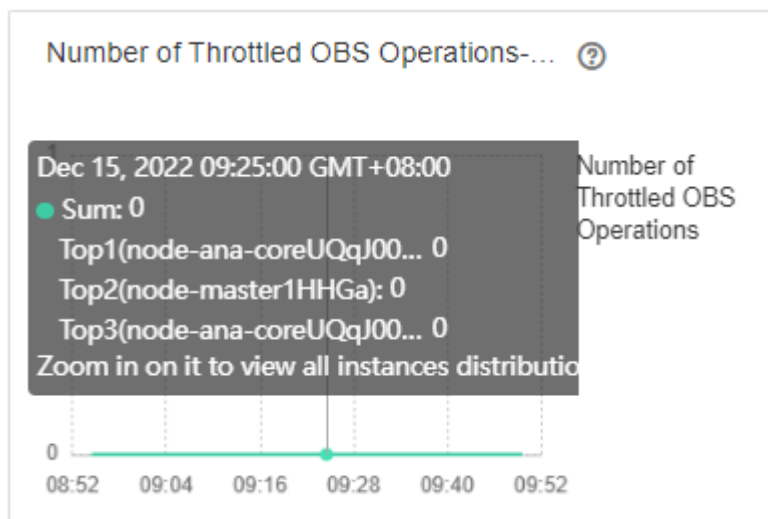 Number of Throttled OBS Operations-...
1
Dec 15, 2022 09:25:00 GMT+08:00
Sum: 0
Top1(node-ana-coreUQqJ00... 0
Top2(node-master1HHGa): 0
Top3(node-ana-coreUQqJ00... 0
Zoom in on it to view all instances distributio
Number of
Throttled OBS
Operations
0
08:52 09:04 09:16 09:28 09:40 09:52